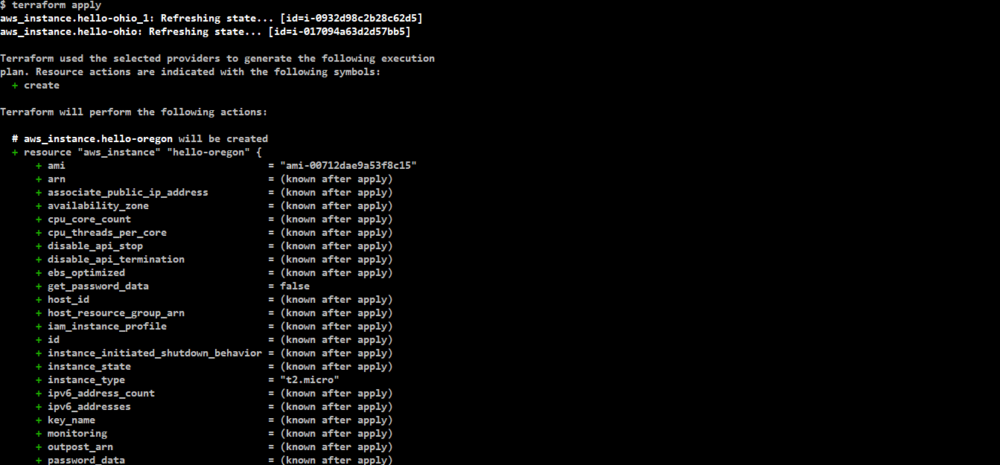 $ terraform apply
aws_instance.hello-ohio_1: Refreshing state... [id=i-0932d98c2b28c62d5]
aws_instance.hello-ohio: Refreshing state... [id=i-017094a63d2d57bb5]
Terraform used the selected providers to generate the following execution
plan. Resource actions are indicated with the following symbols:
+ create
Terraform will perform the following actions:
# aws_instance.hello-oregon will be created
+ resource "aws_instance" "hello-oregon" {
+ ami = "ami-00712dae9a53f8c15"
+ arn = (known after apply)
+ associate_public_ip_address = (known after apply)
+ availability_zone = (known after apply)
+ cpu_core_count = (known after apply)
+ cpu_threads_per_core = (known after apply)
+ disable_api_stop = (known after apply)
+ disable_api_termination = (known after apply)
+ ebs_optimized = (known after apply)
+ get_password_data = false
+ host_id = (known after apply)
+ host_resource_group_arn = (known after apply)
+ iam_instance_profile = (known after apply)
+ id = (known after apply)
+ instance_initiated_shutdown_behavior = (known after apply)
+ instance_state = (known after apply)
+ instance_type = "t2.micro"
+ ipv6_address_count = (known after apply)
+ ipv6_addresses = (known after apply)
+ key_name = (known after apply)
+ monitoring = (known after apply)
+ outpost_arn = (known after apply)
+ password_data = (known after apply)